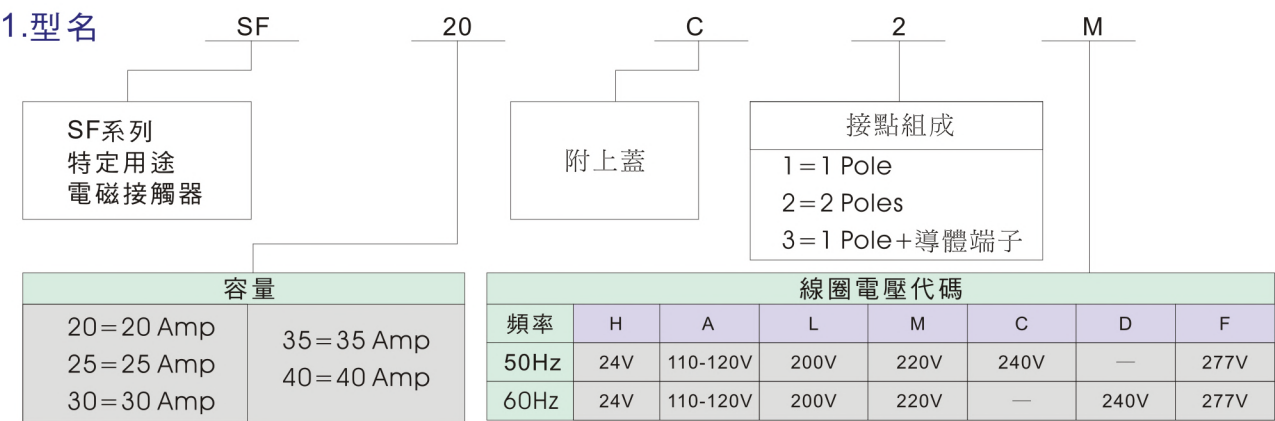 1.型名 SF 20 C 2 M
SF系列
特定用途
電磁接觸器
附上蓋
接點組成
1=1 Pole
2=2 Poles
3=1 Pole+導體端子
容量
20=20 Amp
25=25 Amp
30=30 Amp
35=35 Amp
40=40 Amp
線圈電壓代碼
頻率 H A L M C D F
50Hz 24V 110-120V 200V 220V 240V — 277V
60Hz 24V 110-120V 200V 220V — 240V 277V